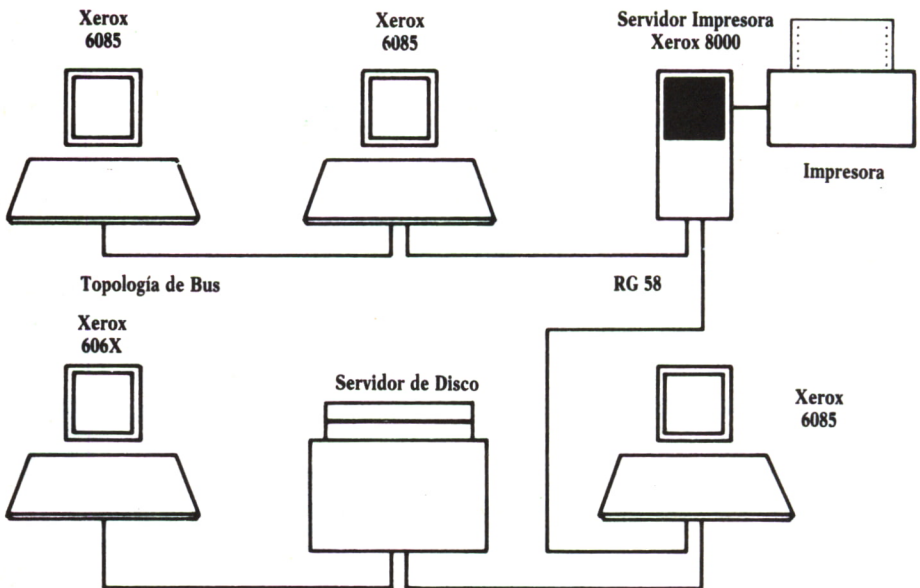 Xerox
6085
Xerox
6085
Servidor Impresora
Xerox 8000
Impresora
Topología de Bus
RG 58
Xerox
606X
Servidor de Disco
Xerox
6085